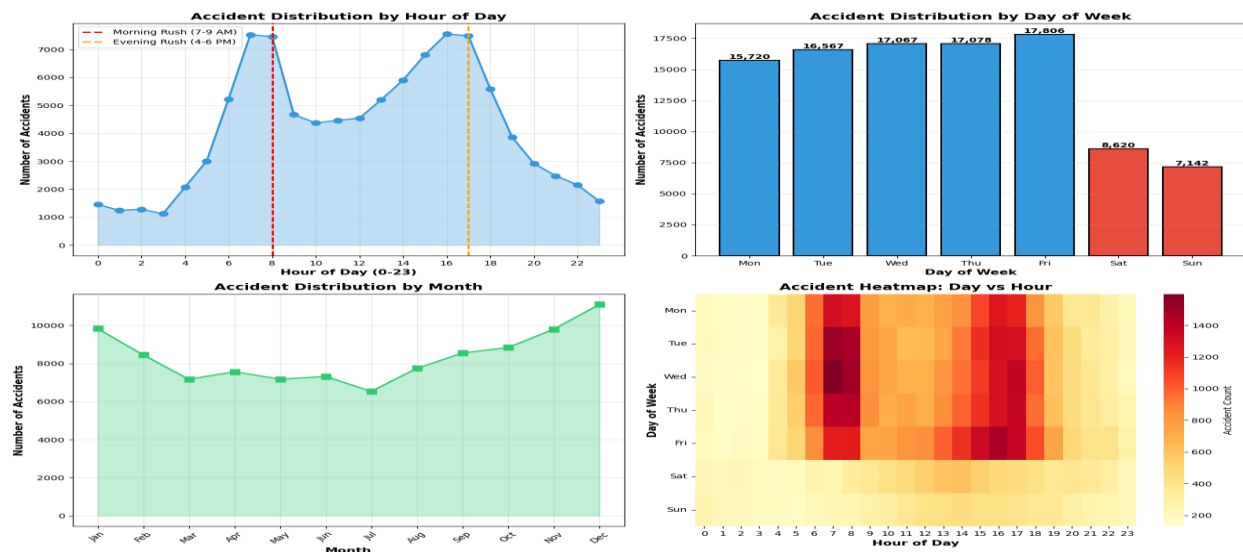 Accident Distribution by Hour of Day
Morning Rush (7-9 AM)
Evening Rush (4-6 PM)
Number of Accidents
7000
6000
5000
4000
3000
2000
1000
0
0 2 4 6 8 10 12 14 16 18 20 22
Hour of Day (0-23)
Accident Distribution by Day of Week
Number of Accidents
17500
15000
12500
10000
7500
5000
2500
0
15,720
16,567
17,067
17,078
17,806
8,620
7,142
Mon Tue Wed Thu Fri Sat Sun
Day of Week
Accident Distribution by Month
Number of Accidents
10000
8000
6000
4000
2000
0
Jan Feb Mar Apr May Jun Jul Aug Sep Oct Nov Dec
Month
Accident Heatmap: Day vs Hour
Day of Week
Mon
Tue
Wed
Thu
Fri
Sat
Sun
0 1 2 3 4 5 6 7 8 9 10 11 12 13 14 15 16 17 18 19 20 21 22 23
Hour of Day
1400
1200
1000
800
600
400
200
Accident Count